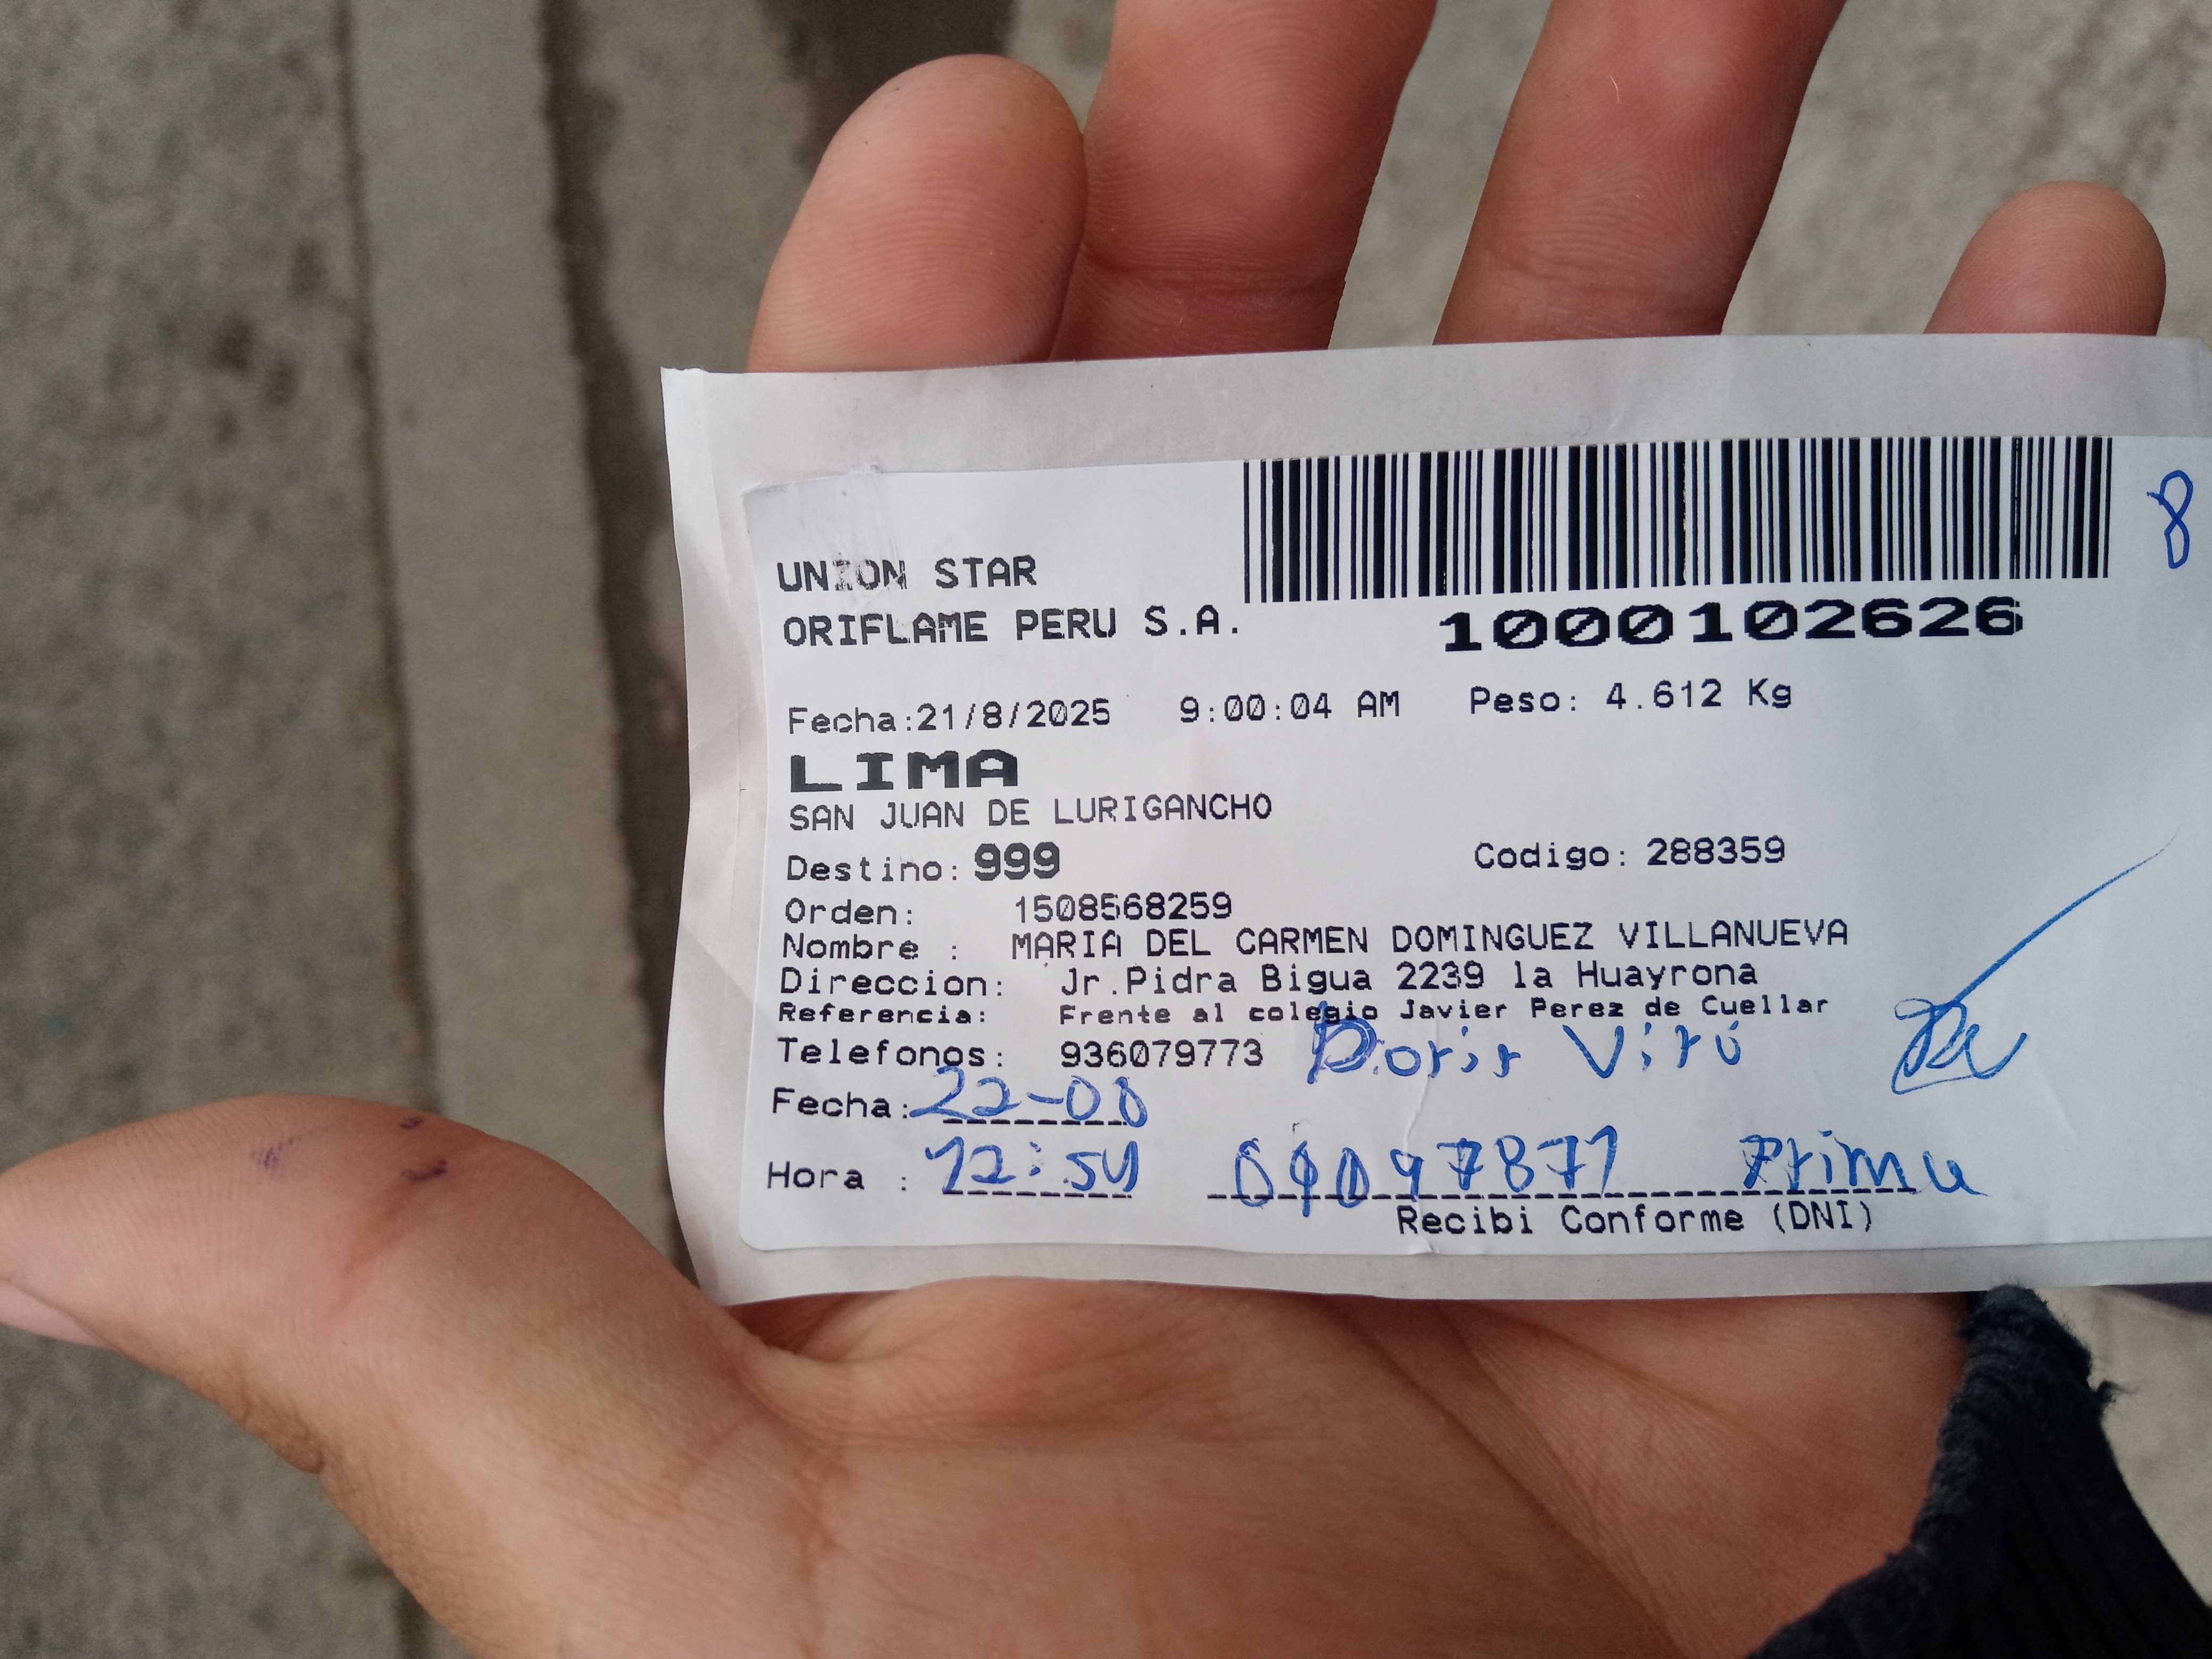 8
UNION STAR
ORIFLAME PERU S.A.
1000102626
Fecha:21/8/2025 9:00:04 AM Peso: 4.612 Kg
LIMA
SAN JUAN DE LURIGANCHO
Destino: 999 Codigo: 288359
Orden: 1508568259
Nombre : MARIA DEL CARMEN DOMINGUEZ VILLANUEVA
Direccion: Jr.Pidra Bigua 2239 la Huayrona
Referencia: Frente al colegio Javier Perez de Cuellar
Telefonos: 936079773 Doris Virú
Fecha: 22-08
Hora : 12:54 Prima
Recibi Conforme (DNI)